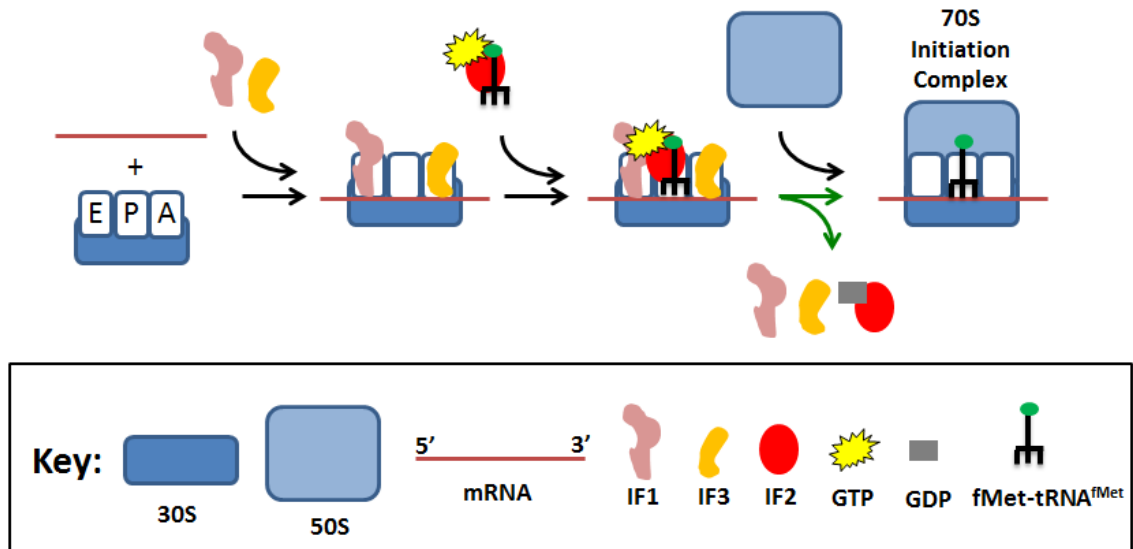 70S
Initiation
Complex
+
E P A
Key:
5’ 3’
mRNA
30S
50S
IF1 IF3 IF2 GTP GDP fMet-tRNAfMet